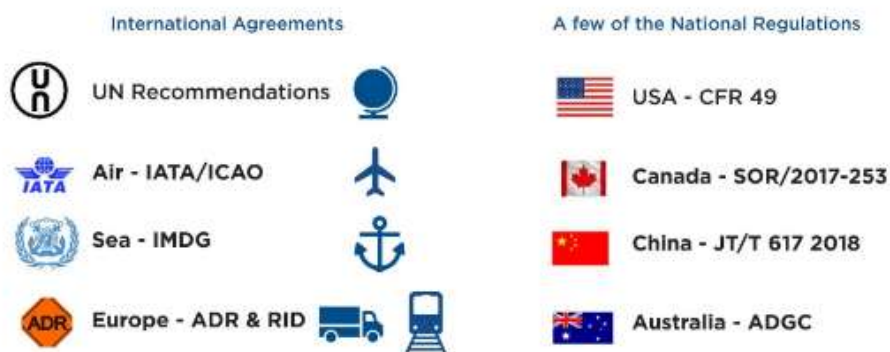 International Agreements
A few of the National Regulations
UN
UN Recommendations
USA - CFR 49
IATA
Air - IATA/ICAO
Canada - SOR/2017-253
Sea - IMDG
China - JT/T 617 2018
ADR
Europe - ADR & RID
Australia - ADGC